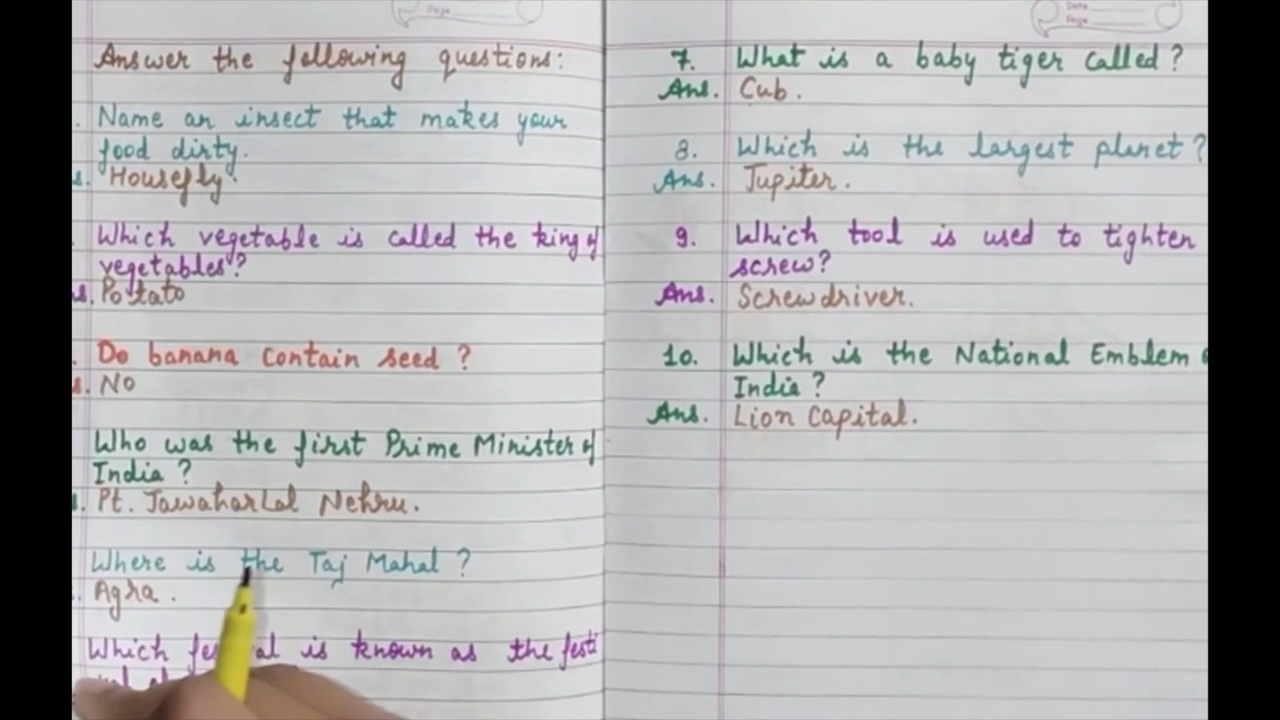 Page
Answer the following questions:
. Name an insect that makes your
food dirty.
s. Housefly.
. Which vegetable is called the king of
vegetables?
s. Potato
. Do banana contain seed ?
s. No
Who was the first Prime Minister of
India ?
s. Pt. Jawaharlal Nehru.
Where is the Taj Mahal ?
. Agra .
Which is known as the festi
Date
Page
7. What is a baby tiger called ?
Ans. Cub .
8. Which is the largest planet ?
Ans. Jupiter .
9. Which tool is used to tighten
screw?
Ans. Screwdriver.
10. Which is the National Emblem
India ?
Ans. Lion Capital.